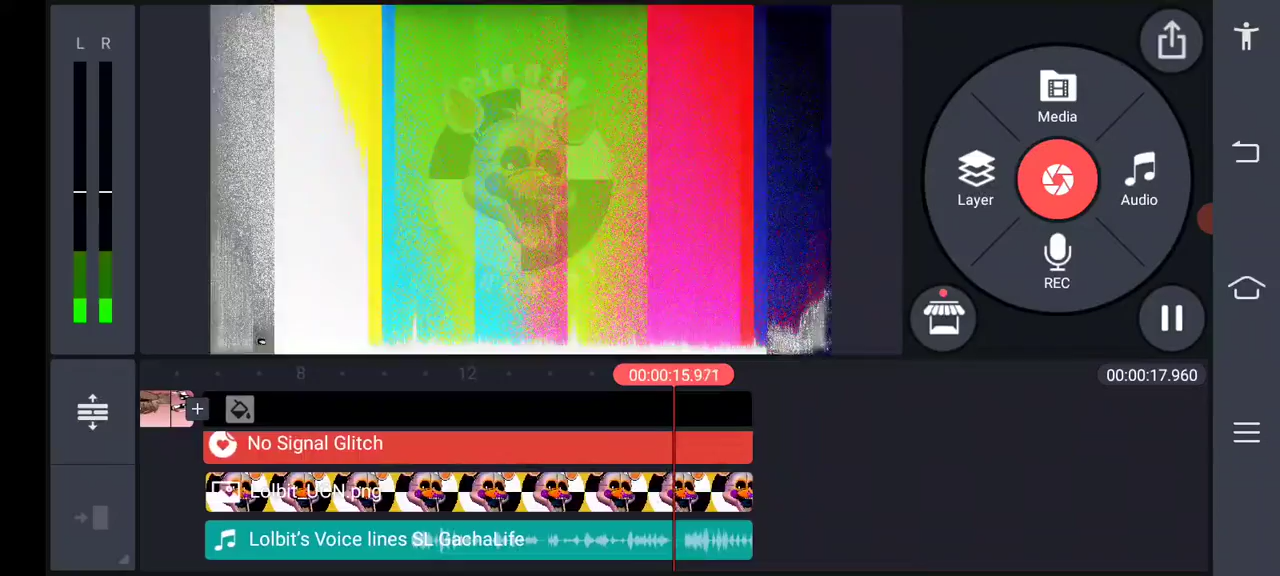 L R
Media
Layer
Audio
REC
8
12
00:00:15.971
00:00:17.960
No Signal Glitch
Lolbit_UCN.png
Lolbit’s Voice lines SL GachaLife